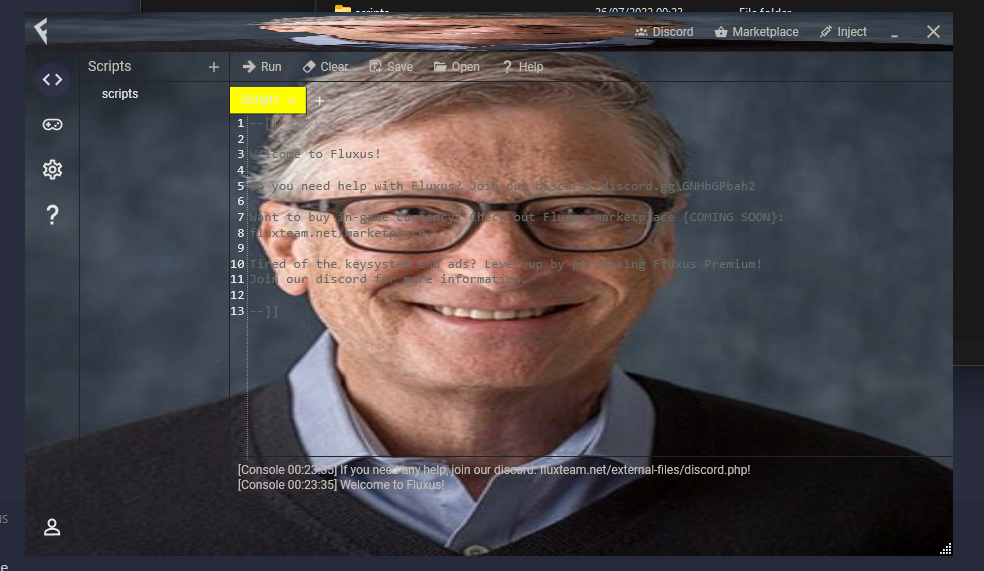 scripts 26/07/2022 00:23 File folder
Discord Marketplace Inject
Scripts + Run Clear Save Open Help
scripts
Script1 × +
1 --[[
2
3 Welcome to Fluxus!
4
5 Do you need help with Fluxus? Join our discord: discord.gg\GNHbGPbah2
6
7 Want to buy in-game currency? Check out Fluxus marketplace {COMING SOON}:
8 fluxteam.net/marketplace
9
10 Tired of the keysystem and ads? Level up by purchasing Fluxus Premium!
11 Join our discord for more information.
12
13 --]]
[Console 00:23:35] If you need any help, join our discord: fluxteam.net/external-files/discord.php!
[Console 00:23:35] Welcome to Fluxus!